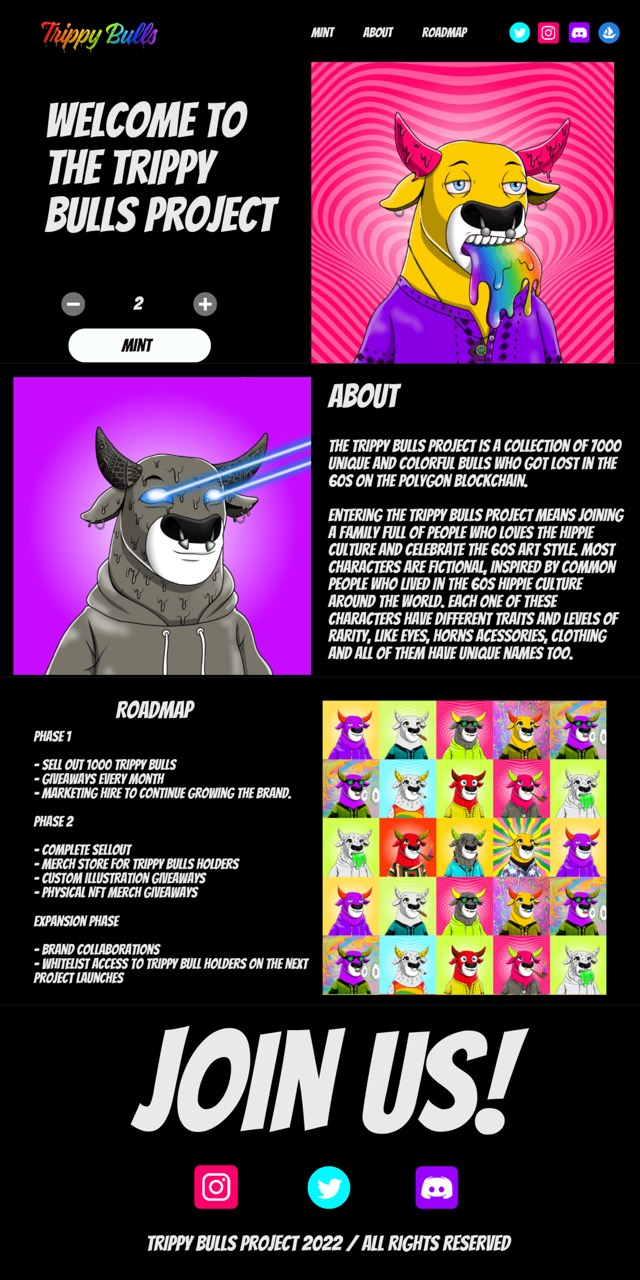 Trippy Bulls
MINT ABOUT ROADMAP
WELCOME TO
THE TRIPPY
BULLS PROJECT
2
MINT
ABOUT
THE TRIPPY BULLS PROJECT IS A COLLECTION OF 7000
UNIQUE AND COLORFUL BULLS WHO GOT LOST IN THE
60S ON THE POLYGON BLOCKCHAIN.
ENTERING THE TRIPPY BULLS PROJECT MEANS JOINING
A FAMILY FULL OF PEOPLE WHO LOVES THE HIPPIE
CULTURE AND CELEBRATE THE 60S ART STYLE. MOST
CHARACTERS ARE FICTIONAL, INSPIRED BY COMMON
PEOPLE WHO LIVED IN THE 60S HIPPIE CULTURE
AROUND THE WORLD. EACH ONE OF THESE
CHARACTERS HAVE DIFFERENT TRAITS AND LEVELS OF
RARITY, LIKE EYES, HORNS ACESSORIES, CLOTHING
AND ALL OF THEM HAVE UNIQUE NAMES TOO.
ROADMAP
PHASE 1
- SELL OUT 1000 TRIPPY BULLS
- GIVEAWAYS EVERY MONTH
- MARKETING HIRE TO CONTINUE GROWING THE BRAND.
PHASE 2
- COMPLETE SELLOUT
- MERCH STORE FOR TRIPPY BULLS HOLDERS
- CUSTOM ILLUSTRATION GIVEAWAYS
- PHYSICAL NFT MERCH GIVEAWAYS
EXPANSION PHASE
- BRAND COLLABORATIONS
- WHITELIST ACCESS TO TRIPPY BULL HOLDERS ON THE NEXT
PROJECT LAUNCHES
JOIN US!
TRIPPY BULLS PROJECT 2022 / ALL RIGHTS RESERVED